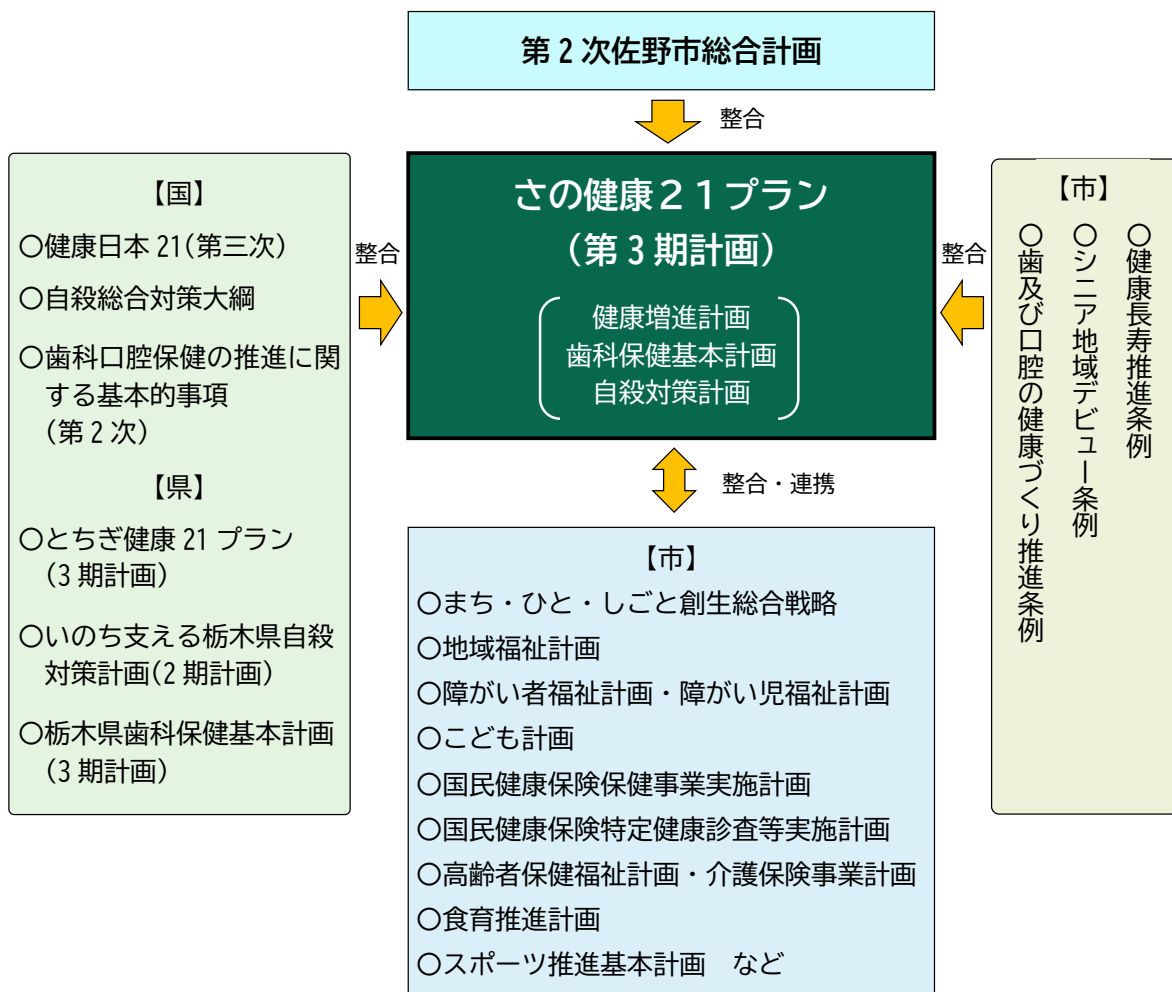 第2次佐野市総合計画
整合
さの健康21プラン
(第3期計画)
健康増進計画
歯科保健基本計画
自殺対策計画
【国】
○健康日本21(第三次)
○自殺総合対策大綱
○歯科口腔保健の推進に関
する基本的事項
(第2次)
【県】
○とちぎ健康21プラン
(3期計画)
○いのち支える栃木県自殺
対策計画(2期計画)
○栃木県歯科保健基本計画
(3期計画)
整合
整合
【市】
○健康長寿推進条例
○シニア地域デビュー条例
○歯及び口腔の健康づくり推進条例
整合・連携
【市】
○まち・ひと・しごと創生総合戦略
○地域福祉計画
○障がい者福祉計画・障がい児福祉計画
○こども計画
○国民健康保険保健事業実施計画
○国民健康保険特定健康診査等実施計画
○高齢者保健福祉計画・介護保険事業計画
○食育推進計画
○スポーツ推進基本計画　など